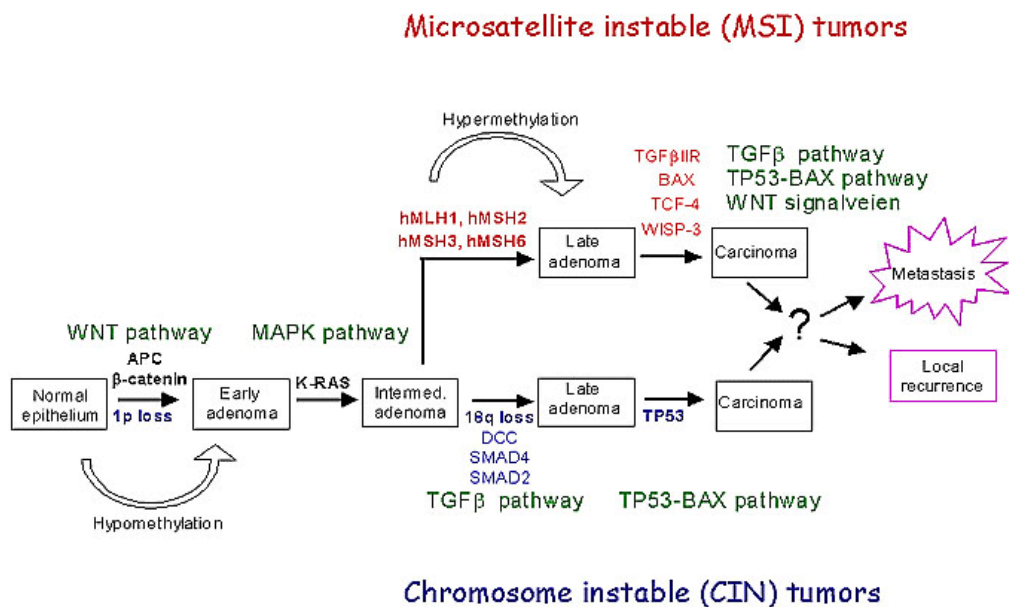 Microsatellite instable (MSI) tumors
Hypermethylation
TGFβIIR
BAX
TCF-4
WISP-3
TGFβ pathway
TP53-BAX pathway
WNT signalveien
hMLH1, hMSH2
hMSH3, hMSH6
Late
adenoma
Carcinoma
Metastasis
?
WNT pathway
MAPK pathway
APC
β-catenin
1p loss
Normal
epithelium
Early
adenoma
K-RAS
Intermed.
adenoma
18q loss
DCC
SMAD4
SMAD2
Late
adenoma
TP53
Carcinoma
Local
recurrence
TGFβ pathway
TP53-BAX pathway
Hypomethylation
Chromosome instable (CIN) tumors